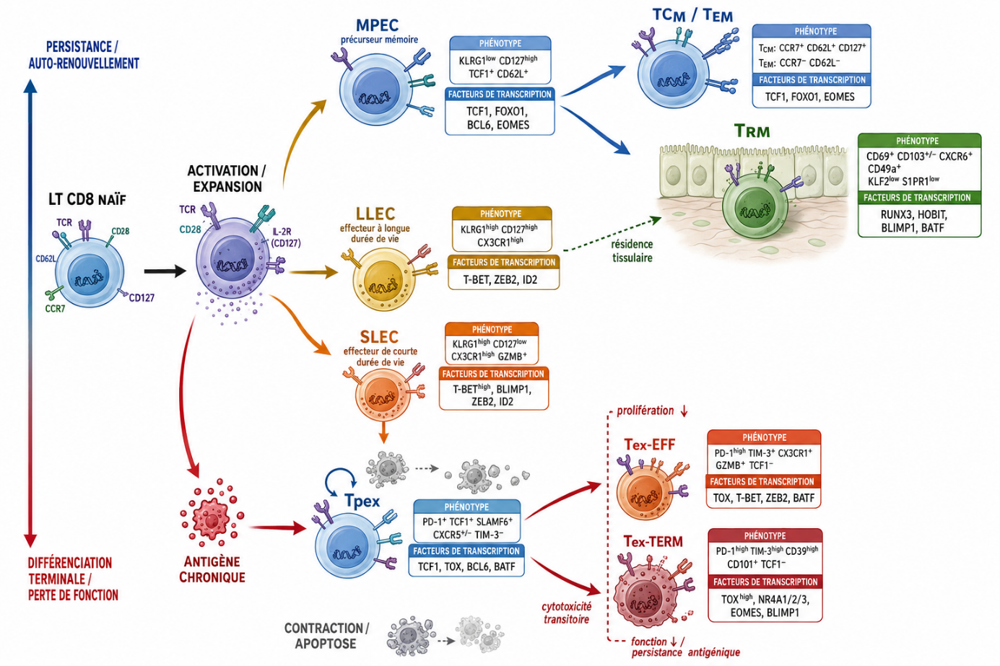 PERSISTANCE /
AUTO-RENOUVELLEMENT
DIFFÉRENCIATION
TERMINALE /
PERTE DE FONCTION
LT CD8 NAÏF
TCR
CD28
CD62L
CCR7
CD127
ACTIVATION /
EXPANSION
TCR
CD28
IL-2R
(CD127)
MPEC
précurseur mémoire
PHÉNOTYPE
KLRG1low CD127high
TCF1+ CD62L+
FACTEURS DE TRANSCRIPTION
TCF1, FOXO1,
BCL6, EOMES
TCM / TEM
PHÉNOTYPE
TCM: CCR7+ CD62L+ CD127+
TEM: CCR7− CD62L−
FACTEURS DE TRANSCRIPTION
TCF1, FOXO1, EOMES
TRM
PHÉNOTYPE
CD69+ CD103+/− CXCR6+
CD49a+
KLF2low S1PR1low
FACTEURS DE TRANSCRIPTION
RUNX3, HOBIT,
BLIMP1, BATF
LLEC
effecteur à longue
durée de vie
PHÉNOTYPE
KLRG1high CD127high
CX3CR1high
FACTEURS DE TRANSCRIPTION
T-BET, ZEB2, ID2
résidence
tissulaire
SLEC
effecteur de courte
durée de vie
PHÉNOTYPE
KLRG1high CD127low
CX3CR1high GZMB+
FACTEURS DE TRANSCRIPTION
T-BEThigh, BLIMP1,
ZEB2, ID2
ANTIGÈNE
CHRONIQUE
Tpex
PHÉNOTYPE
PD-1+ TCF1+ SLAMF6+
CXCR5+/− TIM-3−
FACTEURS DE TRANSCRIPTION
TCF1, TOX, BCL6, BATF
prolifération ↓
Tex-EFF
PHÉNOTYPE
PD-1high TIM-3+ CX3CR1+
GZMB+ TCF1−
FACTEURS DE TRANSCRIPTION
TOX, T-BET, ZEB2, BATF
Tex-TERM
PHÉNOTYPE
PD-1high TIM-3high CD39high
CD101+ TCF1−
FACTEURS DE TRANSCRIPTION
TOXhigh, NR4A1/2/3,
EOMES, BLIMP1
cytotoxicité
transitoire
fonction ↓ /
persistance antigénique
CONTRACTION /
APOPTOSE